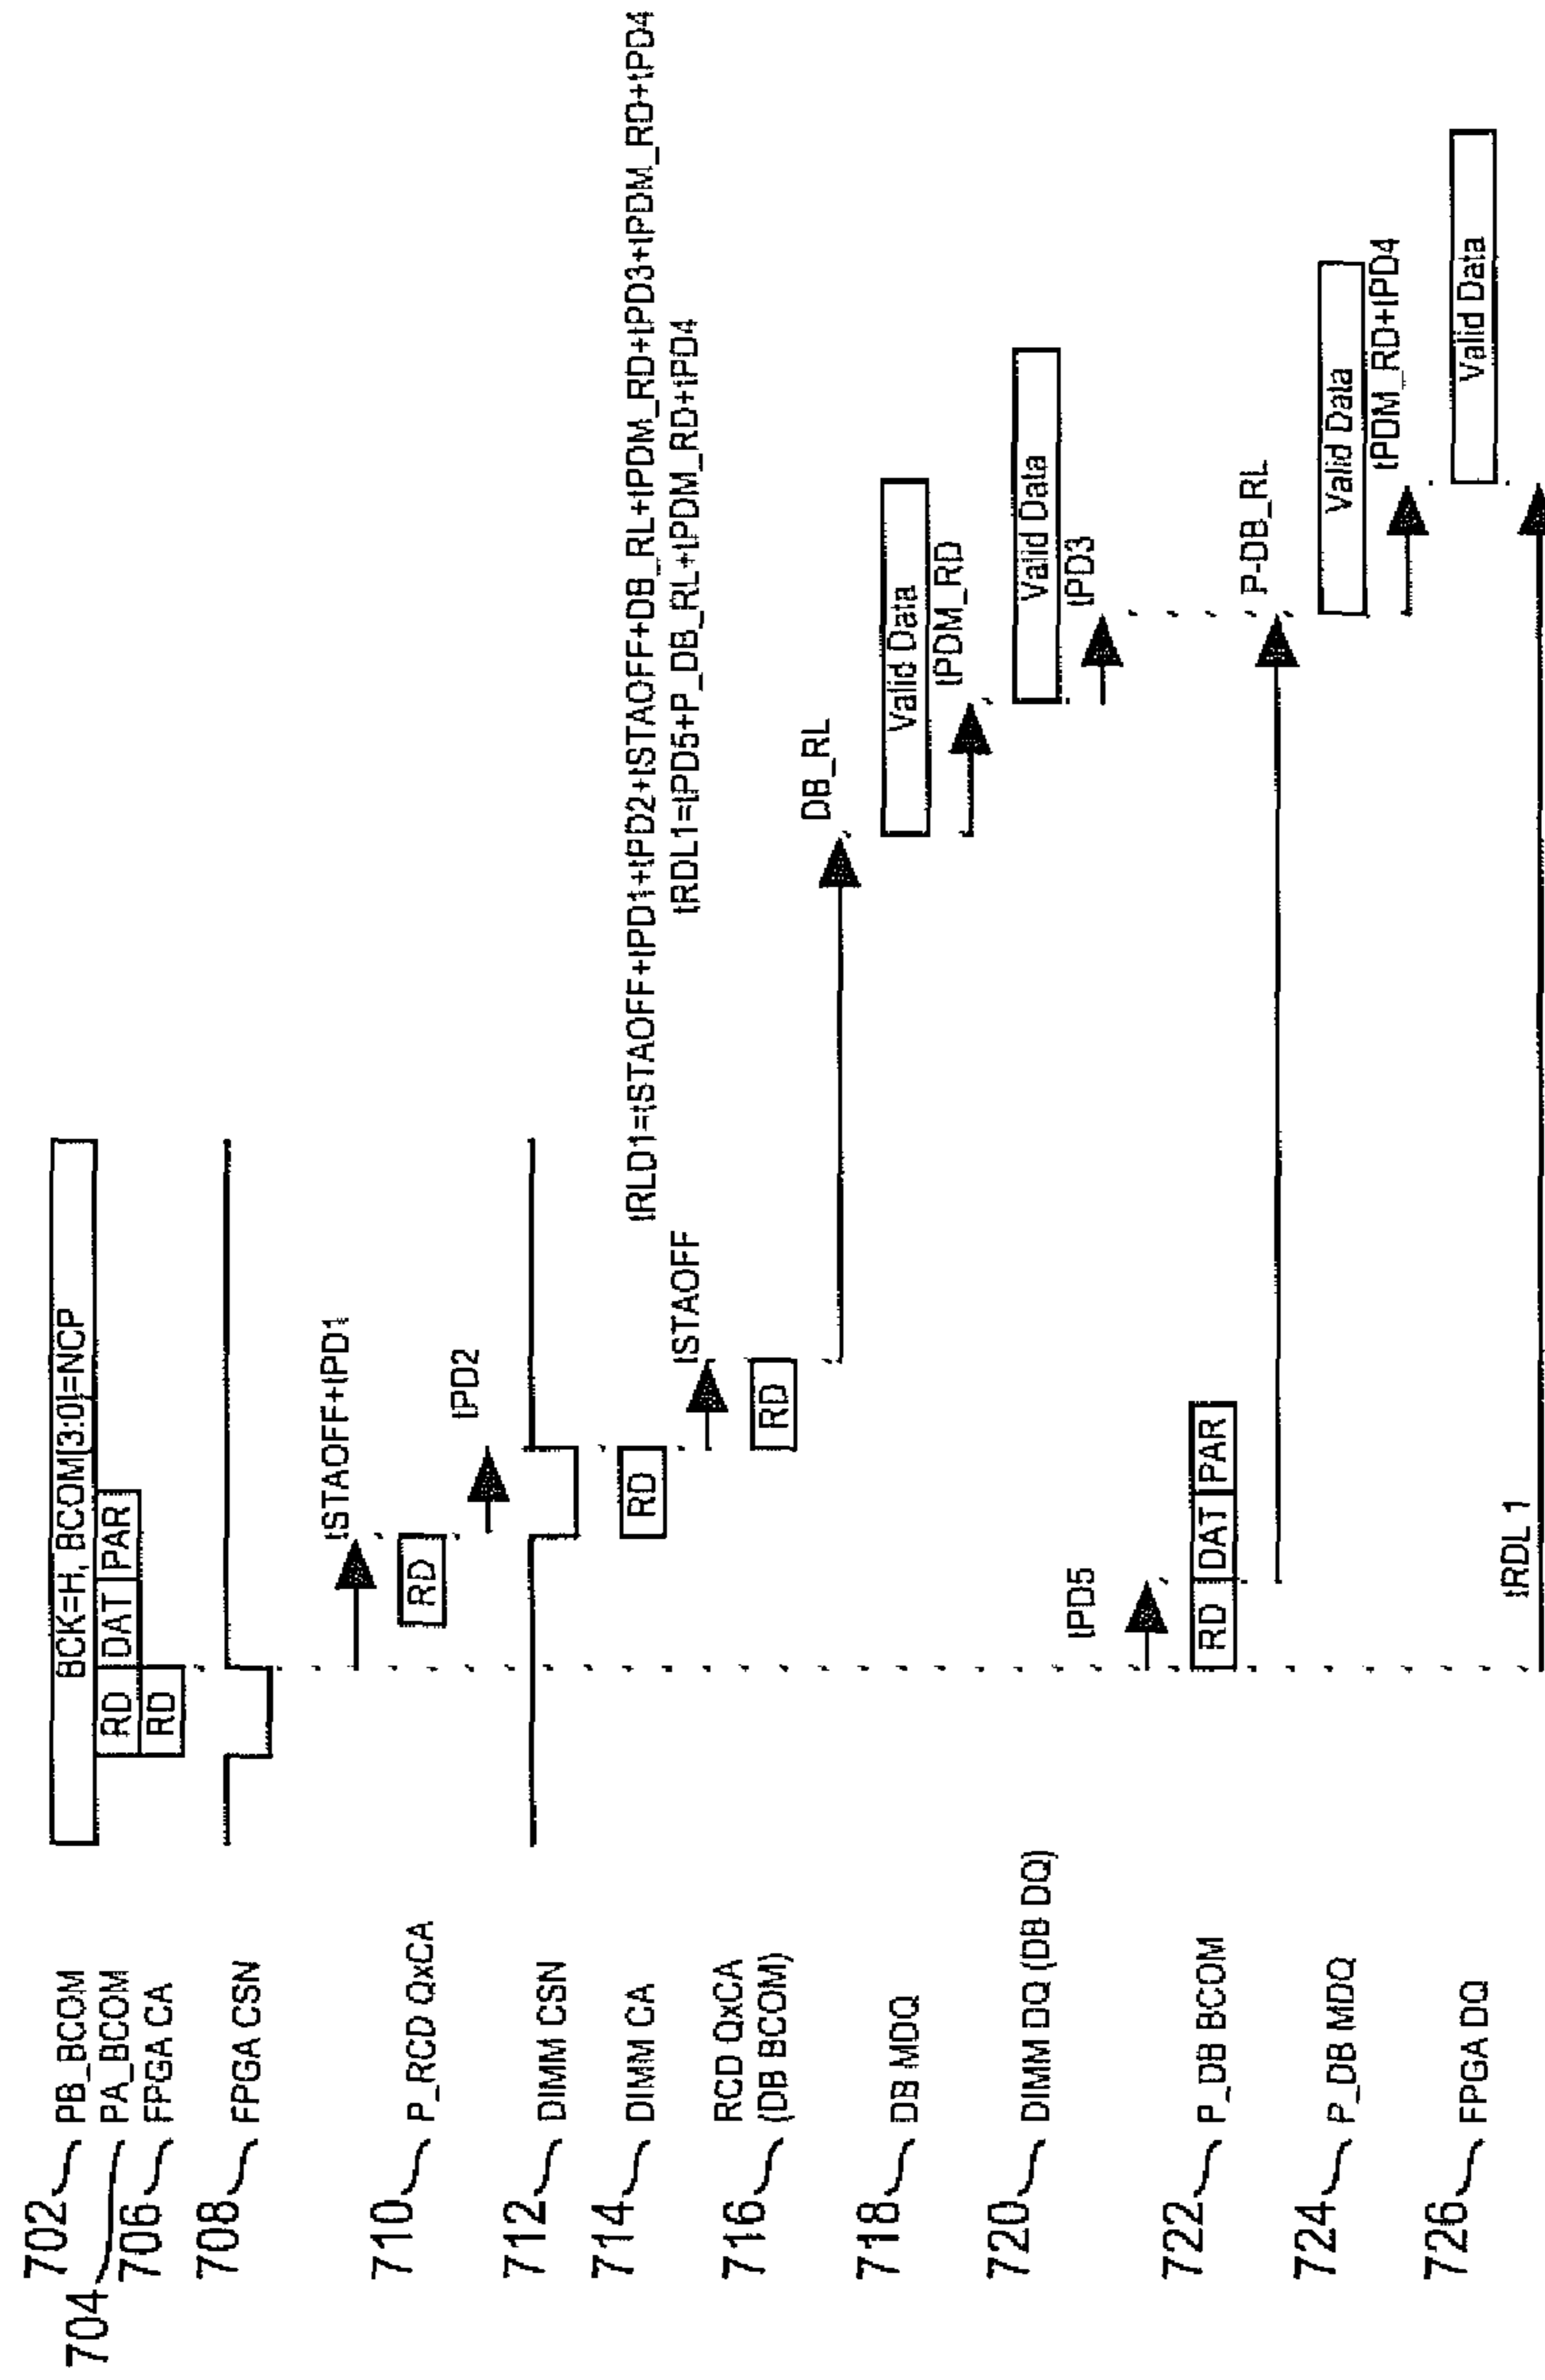 702 PB_BCOM
BCK=H, BCOM[3:0]=NCP
704 PA_BCOM
RD DAT PAR
706 FPGA CA
RD
708 FPGA CSN
tSTAOFF+tPD1
710 P_RCD QxCA
RD
tPD2
712 DIMM CSN
714 DIMM CA
RD
tRLD1=tSTAOFF+tPD1+tPD2+tSTAOFF+DB_RL+tPDM_RD+tPD3+tPDM_RD+tPD4
tRDL1=tPD5+P_DB_RL+tPDM_RD+tPD4
tSTAOFF
716 RCD QxCA
(DB BCOM)
RD
DB_RL
718 DB MDQ
Valid Data
tPDM_RD
720 DIMM DQ (DB DQ)
Valid Data
tPD3
tPD5
722 P_DB BCOM
RD DAT PAR
P-DB_RL
724 P_DB MDQ
Valid Data
tPDM_RD+tPD4
726 FPGA DQ
Valid Data
tRDL 1